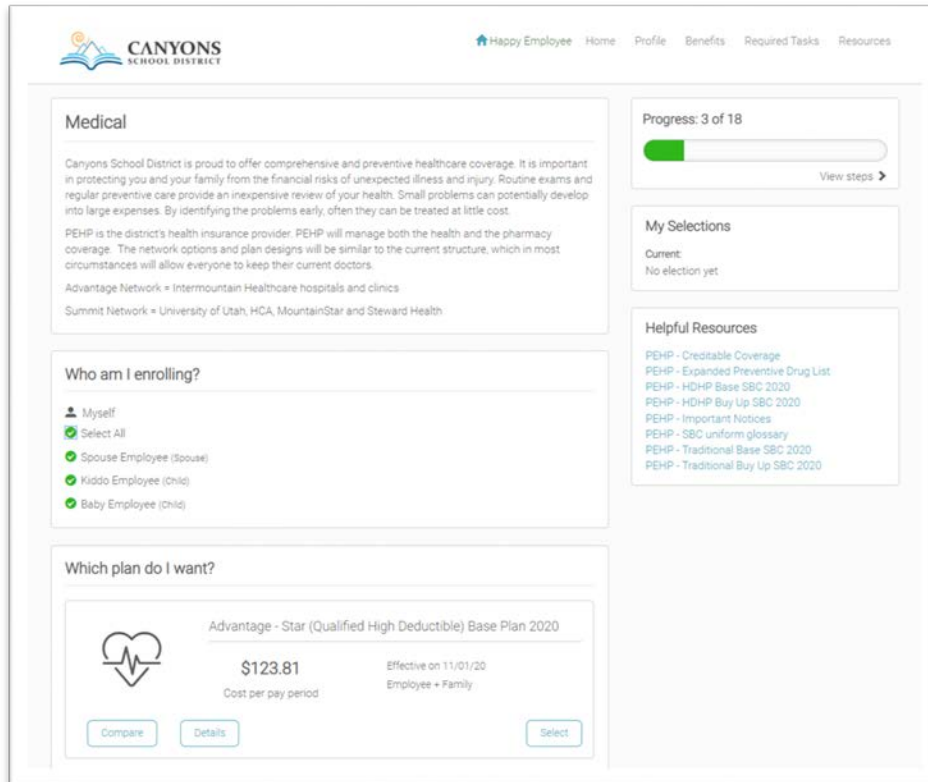 CANYONS
SCHOOL DISTRICT
Happy Employee Home Profile Benefits Required Tasks Resources
Medical
Canyons School District is proud to offer comprehensive and preventive healthcare coverage. It is important
in protecting you and your family from the financial risks of unexpected illness and injury. Routine exams and
regular preventive care provide an inexpensive review of your health. Small problems can potentially develop
into large expenses. By identifying the problems early, often they can be treated at little cost.
PEHP is the district's health insurance provider. PEHP will manage both the health and the pharmacy
coverage. The network options and plan designs will be similar to the current structure, which in most
circumstances will allow everyone to keep their current doctors.
Advantage Network = Intermountain Healthcare hospitals and clinics
Summit Network = University of Utah, HCA, MountainStar and Steward Health
Who am I enrolling?
Myself
Select All
Spouse Employee (Spouse)
Kiddo Employee (Child)
Baby Employee (Child)
Which plan do I want?
Advantage - Star (Qualified High Deductible) Base Plan 2020
$123.81
Cost per pay period
Effective on 11/01/20
Employee + Family
Compare
Details
Select
Progress: 3 of 18
View steps
My Selections
Current:
No election yet
Helpful Resources
PEHP - Creditable Coverage
PEHP - Expanded Preventive Drug List
PEHP - HDHP Base SBC 2020
PEHP - HDHP Buy Up SBC 2020
PEHP - Important Notices
PEHP - SBC uniform glossary
PEHP - Traditional Base SBC 2020
PEHP - Traditional Buy Up SBC 2020